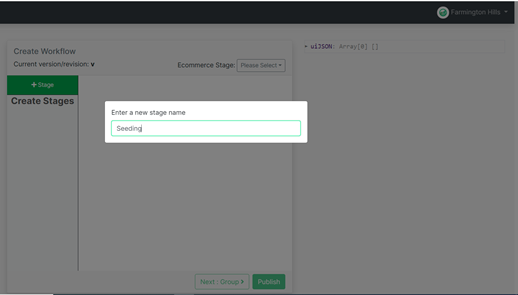 Farmington Hills
Create Workflow
Current version/revision: v
Ecommerce Stage: Please Select
+ Stage
Create Stages
Enter a new stage name
Seeding
Next : Group
Publish
uiJSON: Array[0] []